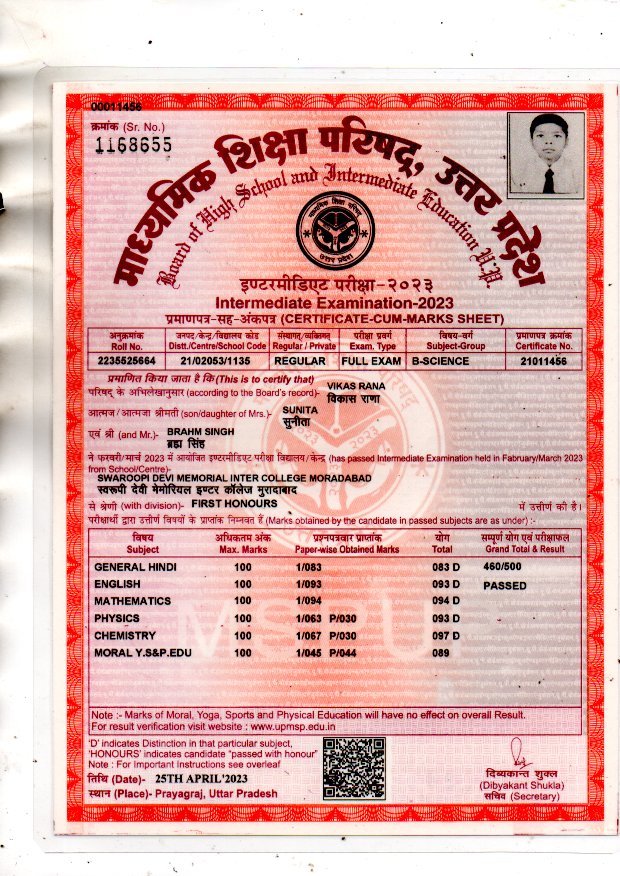 00011456
क्रमांक (Sr. No.)
1168655
माध्यमिक शिक्षा परिषद, उत्तर प्रदेश
Board of High School and Intermediate Education U.P.
माध्यमिक शिक्षा परिषद
उत्तर प्रदेश
इण्टरमीडिएट परीक्षा-२०२३
Intermediate Examination-2023
प्रमाणपत्र-सह-अंकपत्र (CERTIFICATE-CUM-MARKS SHEET)
अनुक्रमांक जनपद/केन्द्र/विद्यालय कोड संस्थागत/व्यक्तिगत परीक्षा प्रवर्ग विषय-वर्ग प्रमाणपत्र क्रमांक
Roll No. Distt./Centre/School Code Regular / Private Exam. Type Subject-Group Certificate No.
2235525664 21/02053/1135 REGULAR FULL EXAM B-SCIENCE 21011456
प्रमाणित किया जाता है कि (This is to certify that)
VIKAS RANA
परिषद् के अभिलेखानुसार (according to the Board's record)- विकास राणा
SUNITA
आत्मज/आत्मजा श्रीमती (son/daughter of Mrs.)- सुनीता
BRAHM SINGH
एवं श्री (and Mr.)- ब्रह्म सिंह
ने फरवरी/मार्च 2023 में आयोजित इण्टरमीडिएट परीक्षा विद्यालय/केन्द्र (has passed Intermediate Examination held in Fabruary/March 2023
from School/Centre)-
SWAROOPI DEVI MEMORIAL INTER COLLEGE MORADABAD
स्वरूपी देवी मेमोरियल इण्टर कॉलेज मुरादाबाद
से श्रेणी (with division)- FIRST HONOURS में उत्तीर्ण की है।
परीक्षार्थी द्वारा उत्तीर्ण विषयों के प्राप्तांक निम्नवत हैं (Marks obtained by the candidate in passed subjects are as under) :-
विषय अधिकतम अंक प्रश्नपत्रवार प्राप्तांक योग सम्पूर्ण योग एवं परीक्षाफल
Subject Max. Marks Paper-wise Obtained Marks Total Grand Total & Result
GENERAL HINDI 100 1/083 083 D 460/500
ENGLISH 100 1/093 093 D PASSED
MATHEMATICS 100 1/094 094 D
PHYSICS 100 1/063 P/030 093 D
CHEMISTRY 100 1/067 P/030 097 D
MORAL Y.S&P.EDU 100 1/045 P/044 089
MSPU
Note :- Marks of Moral, Yoga, Sports and Physical Education will have no effect on overall Result.
For result verification visit website : www.upmsp.edu.in
'D' indicates Distinction in that particular subject,
'HONOURS' indicates candidate "passed with honour"
Note : For Important Instructions see overleaf
तिथि (Date)- 25TH APRIL'2023
स्थान (Place)- Prayagraj, Uttar Pradesh
दिब्यकान्त शुक्ल
(Dibyakant Shukla)
सचिव (Secretary)